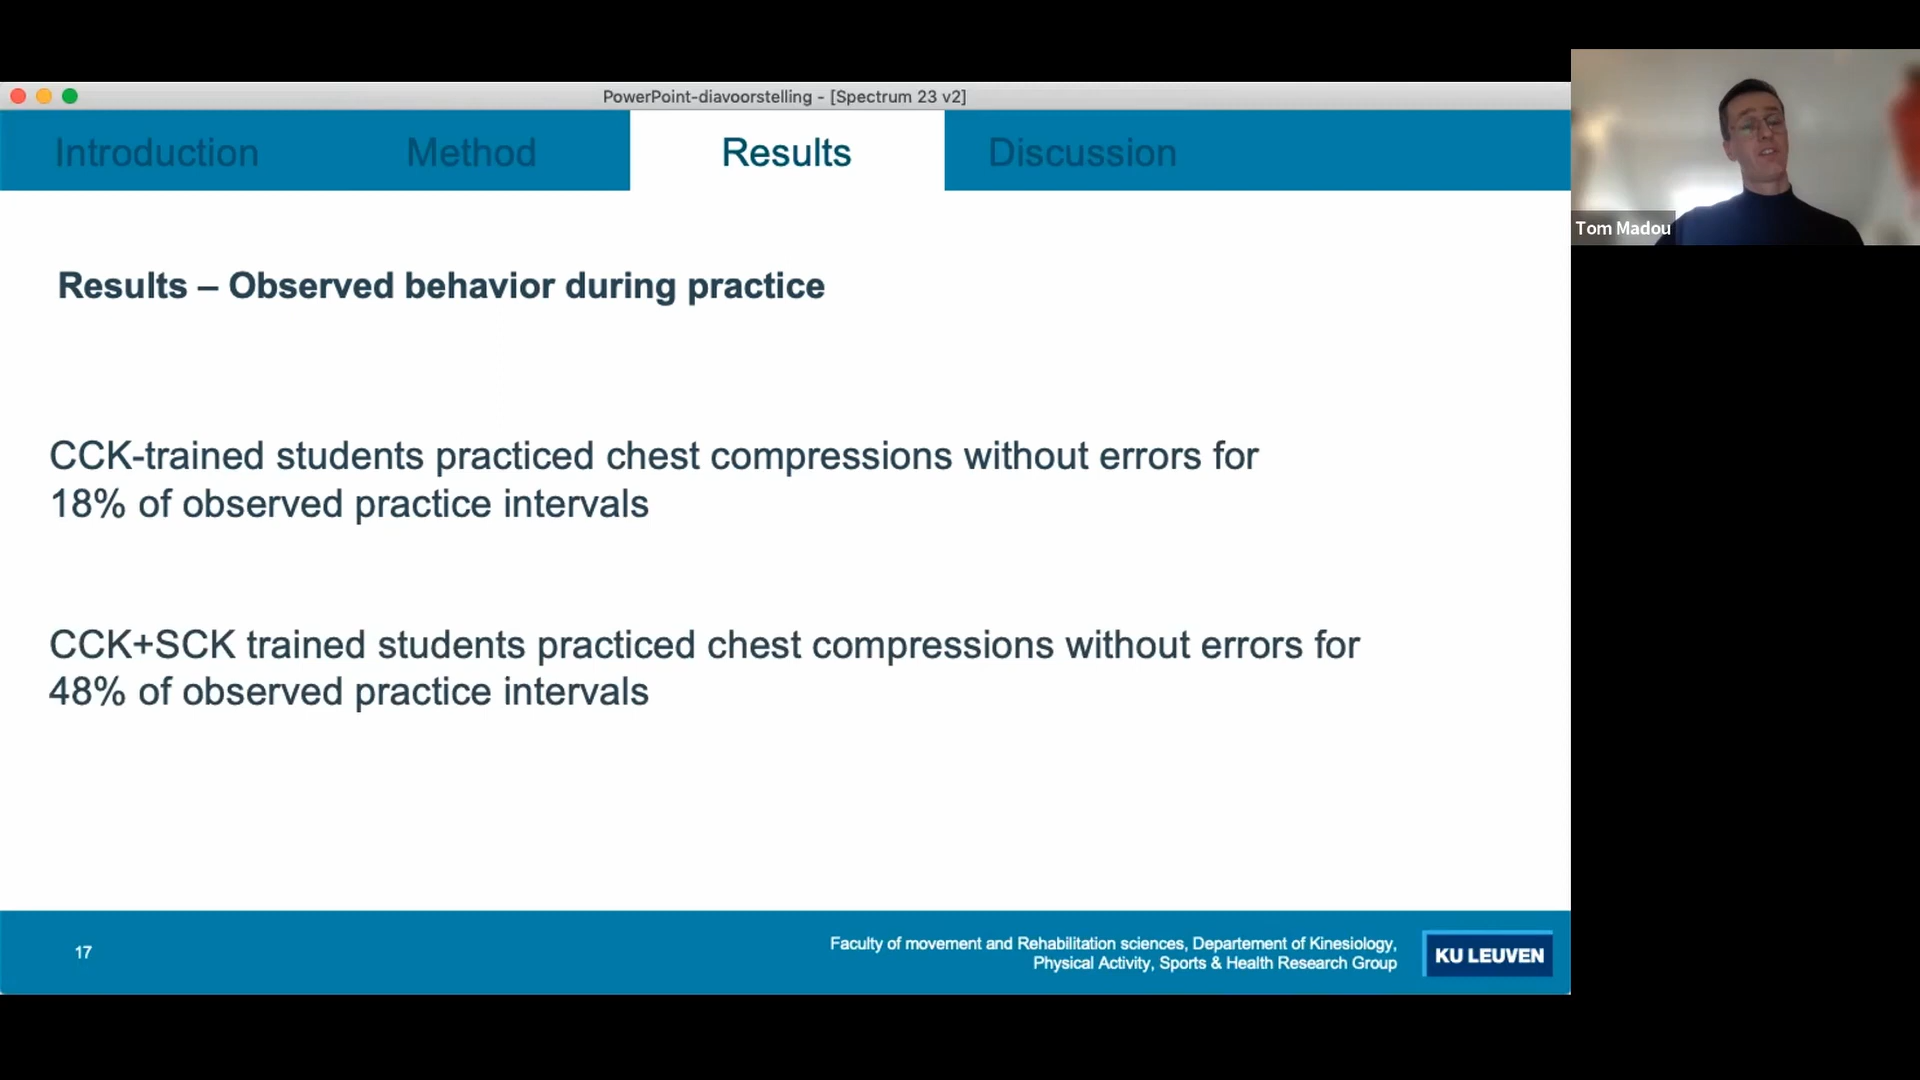 PowerPoint-diavoorstelling - [Spectrum 23 v2]
Introduction
Method
Results
Discussion
Tom Madou
Results – Observed behavior during practice
CCK-trained students practiced chest compressions without errors for
18% of observed practice intervals
CCK+SCK trained students practiced chest compressions without errors for
48% of observed practice intervals
17
Faculty of movement and Rehabilitation sciences, Departement of Kinesiology,
Physical Activity, Sports & Health Research Group
KU LEUVEN